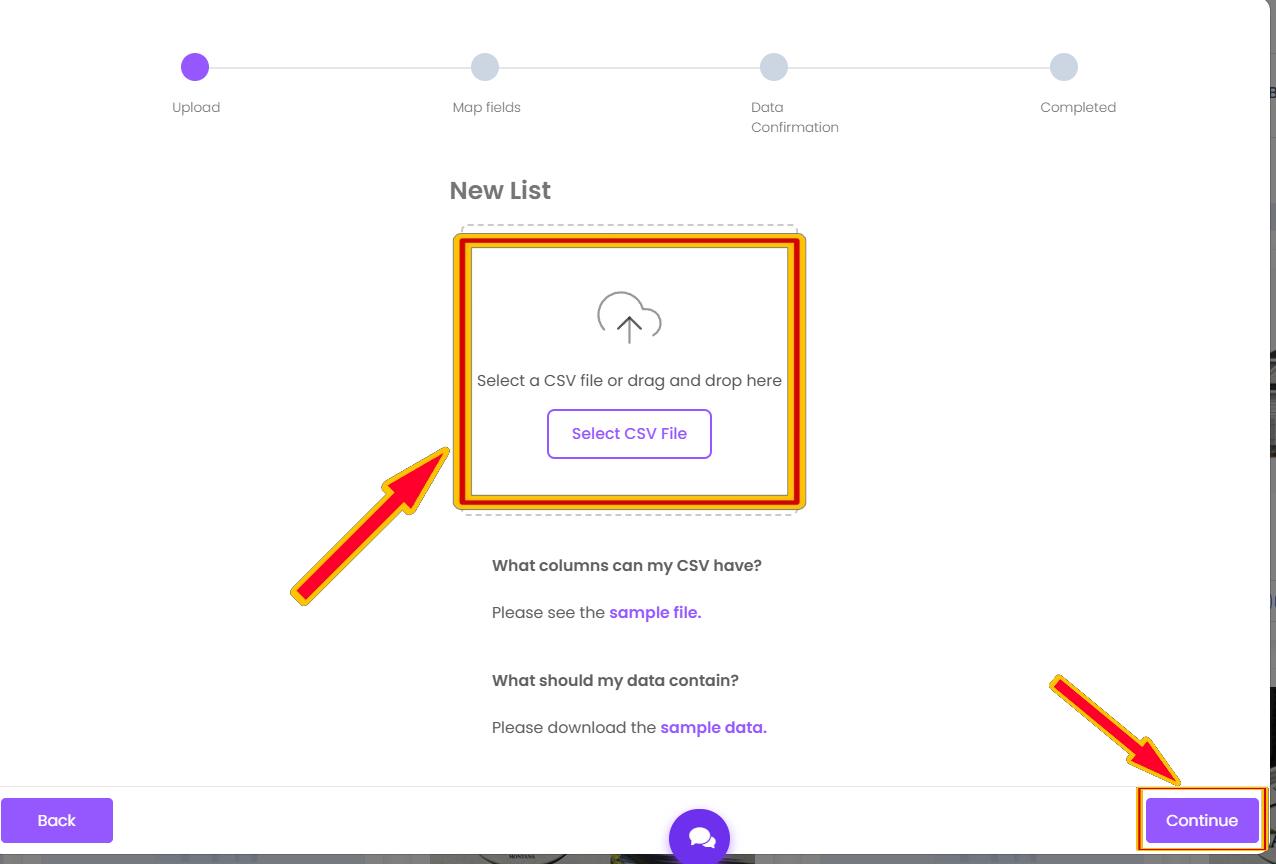 Upload
Map fields
Data
Confirmation
Completed
New List
Select a CSV file or drag and drop here
Select CSV File
What columns can my CSV have?
Please see the sample file.
What should my data contain?
Please download the sample data.
Back
Continue
MONTANA